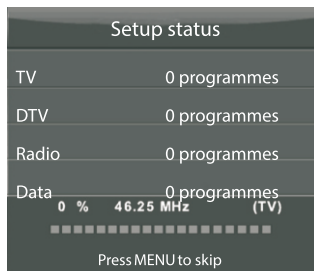 Setup status
TV 0 programmes
DTV 0 programmes
Radio 0 programmes
Data 0 programmes
0 % 46.25 MHz (TV)
Press MENU to skip